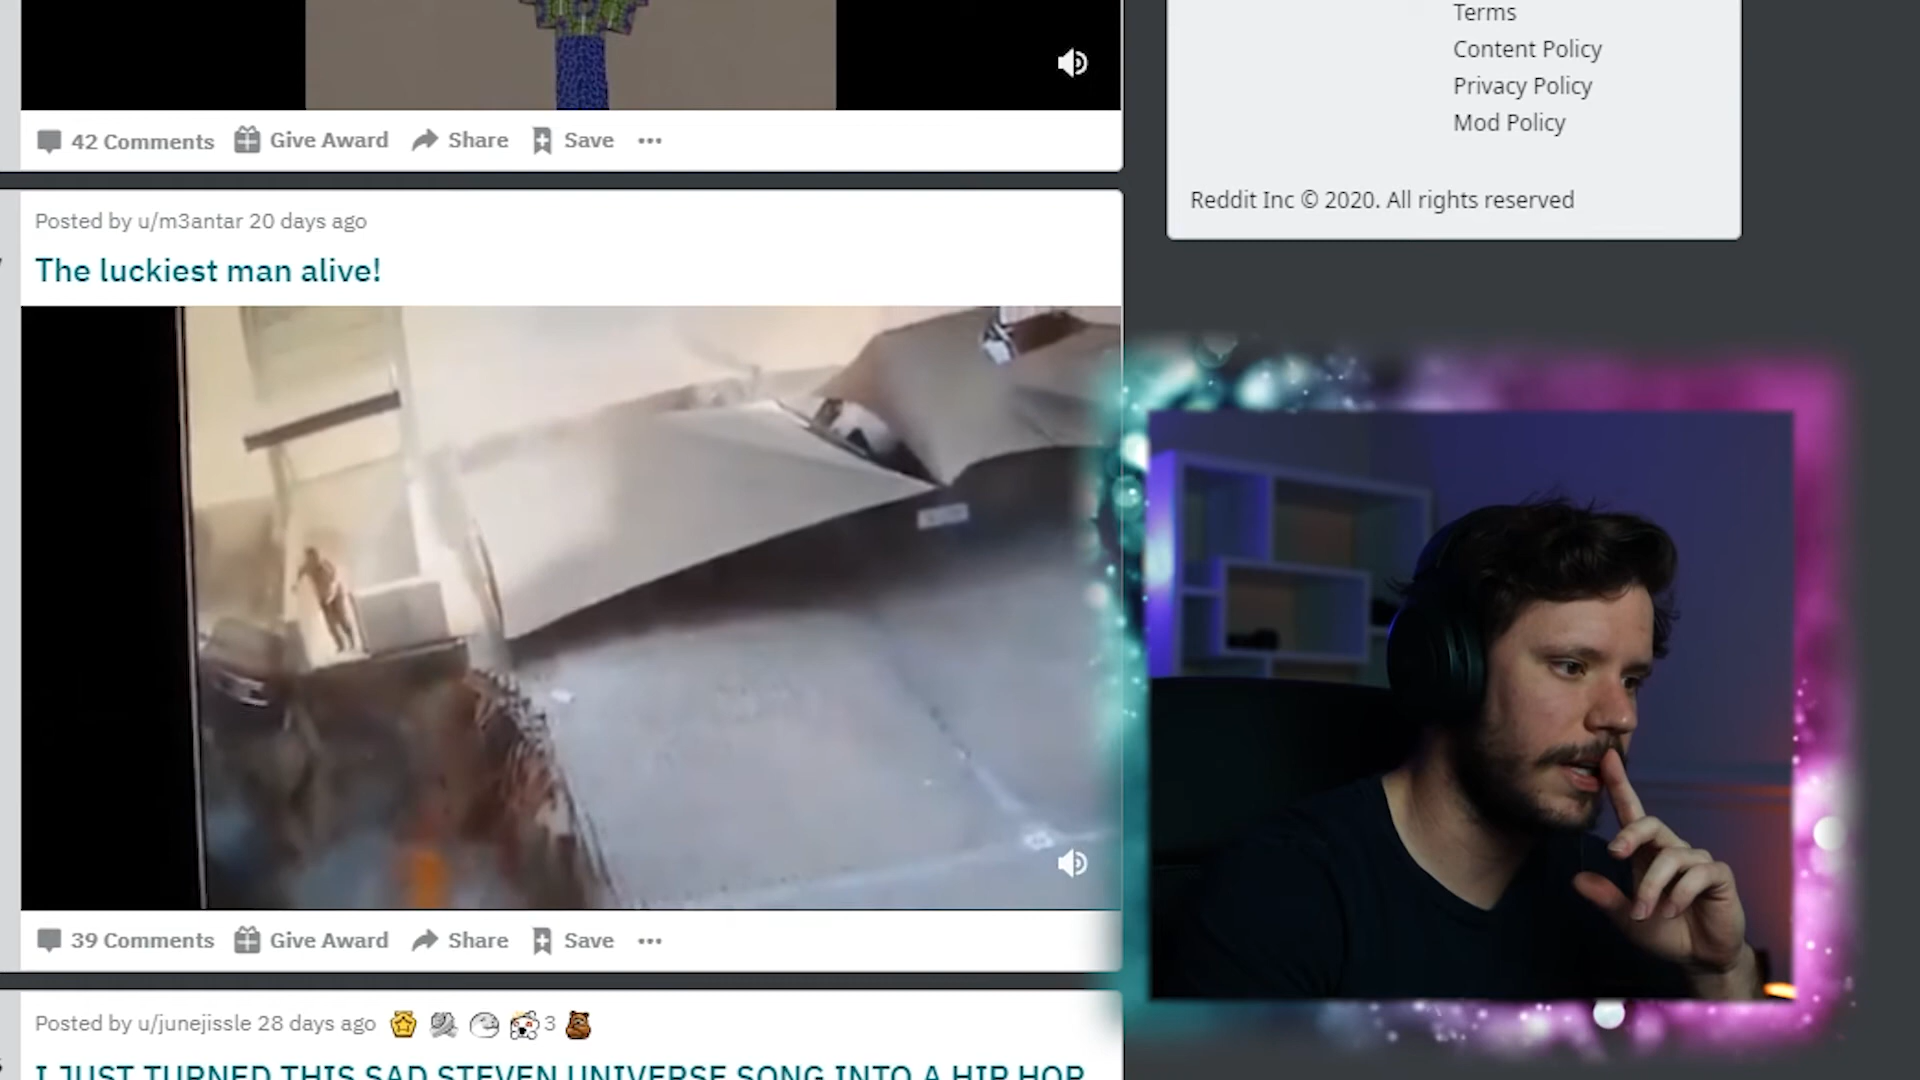 42 Comments Give Award Share Save
Posted by u/m3antar 20 days ago
The luckiest man alive!
39 Comments Give Award Share Save
Posted by u/junejissle 28 days ago 3
I JUST TURNED THIS SAD STEVEN UNIVERSE SONG INTO A HIP HOP
Terms
Content Policy
Privacy Policy
Mod Policy
Reddit Inc © 2020. All rights reserved